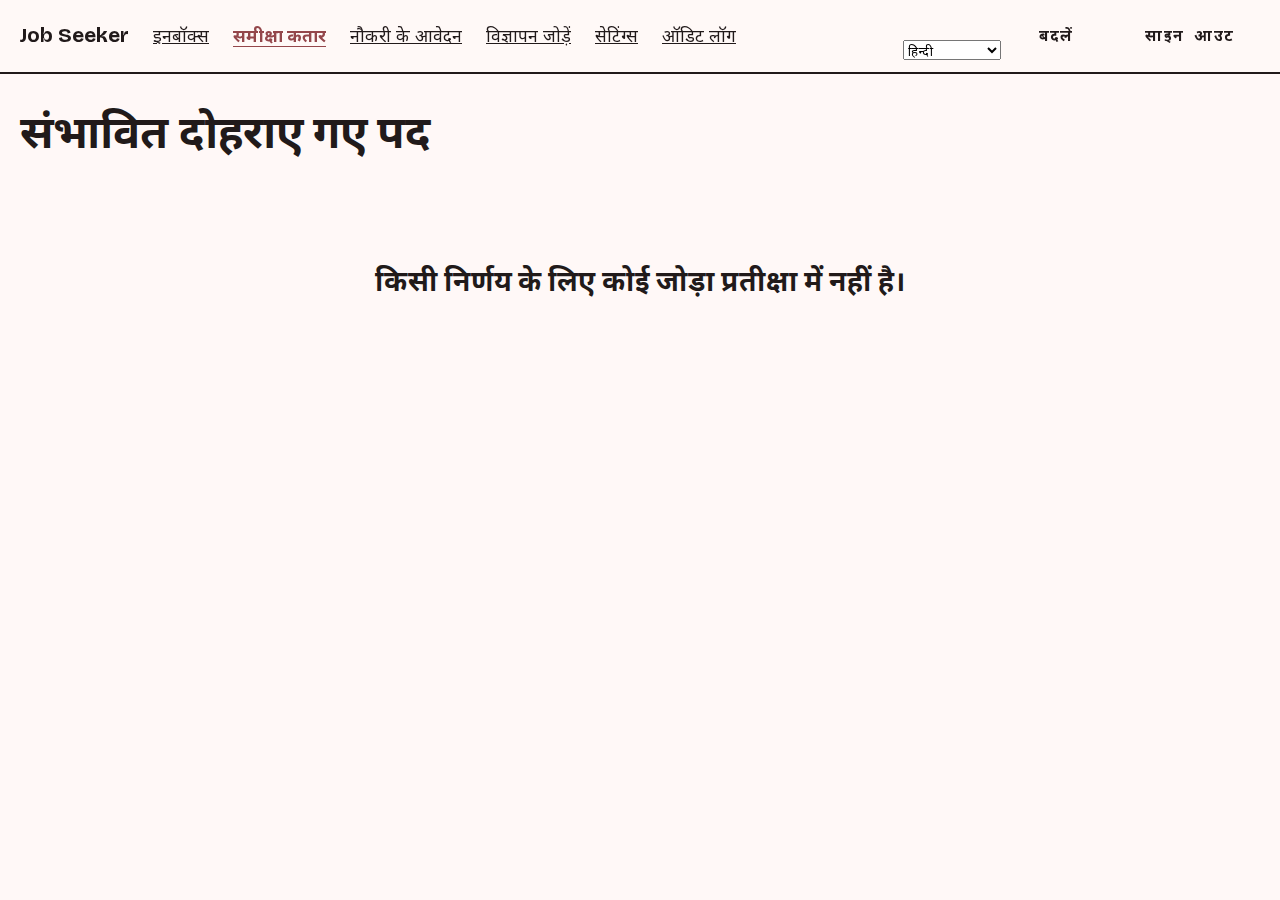 Job Seeker इनबॉक्स समीक्षा कतार नौकरी के आवेदन विज्ञापन जोड़ें सेटिंग्स ऑडिट लॉग हिन्दी बदलें साइन आउट
संभावित दोहराए गए पद
किसी निर्णय के लिए कोई जोड़ा प्रतीक्षा में नहीं है।